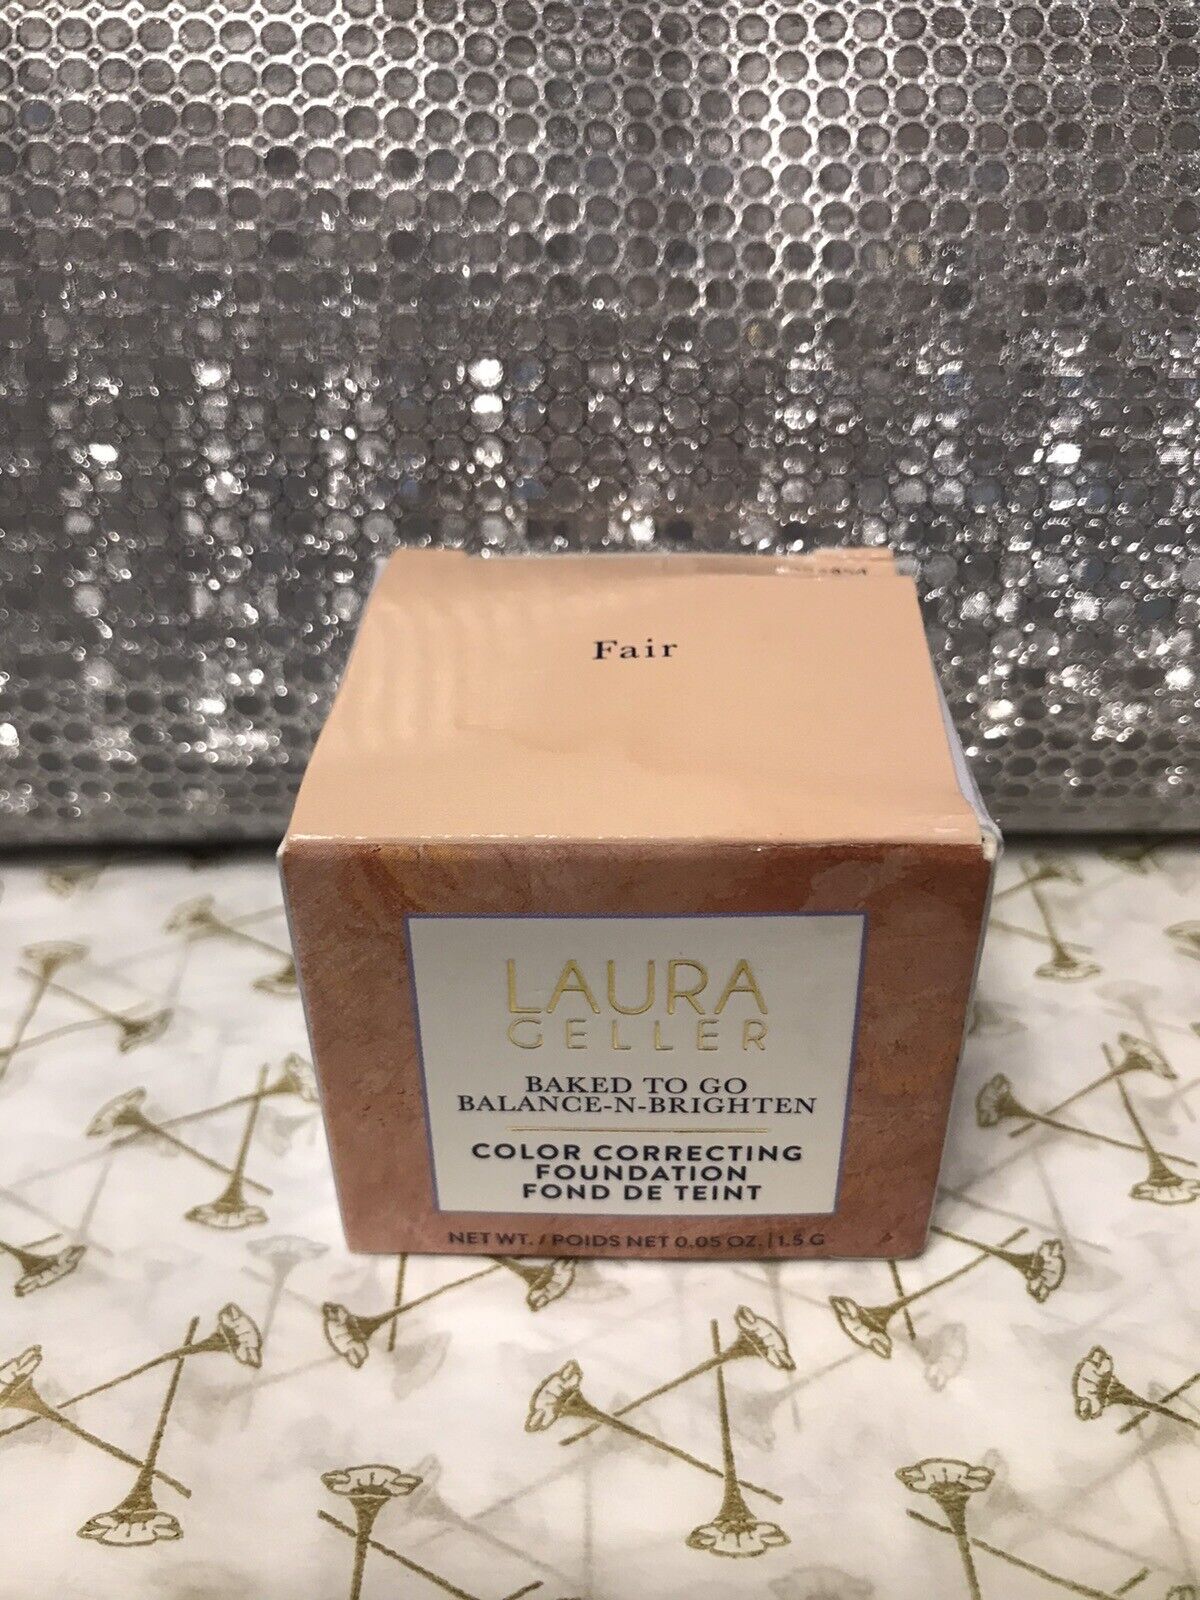 Fair
LAURA
GELLER
BAKED TO GO
BALANCE-N-BRIGHTEN
COLOR CORRECTING
FOUNDATION
FOND DE TEINT
NET WT. / POIDS NET 0.05 OZ. | 1.5 G